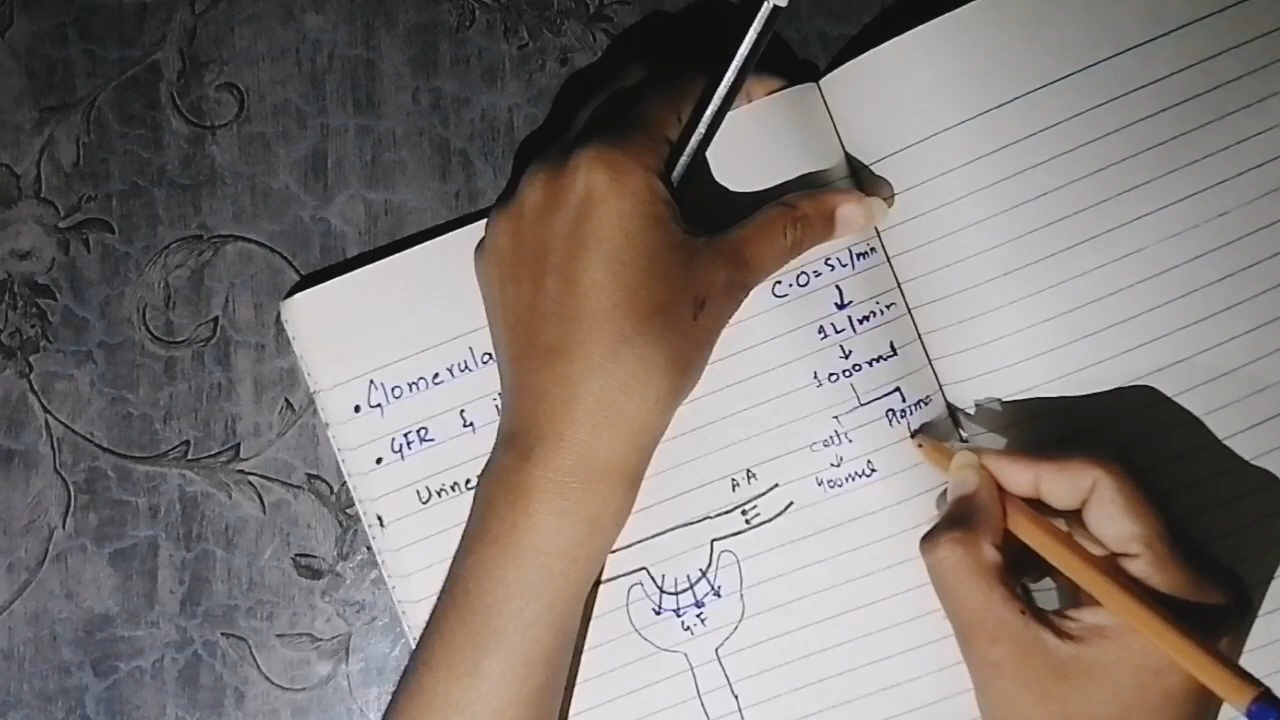 • Glomerula
• GFR &
Urine
C.O = 5L/min
↓
1L/min
↓
1000ml
cells Plasma
↓
400ml
A.A
G.F